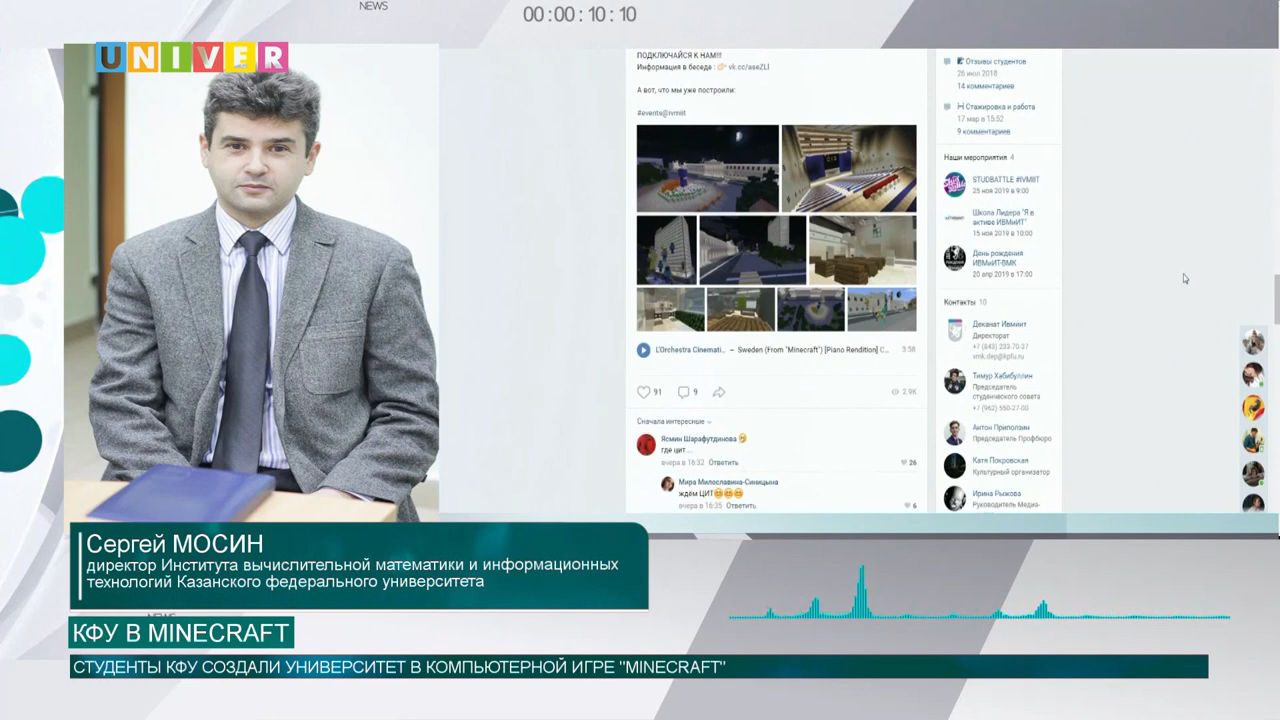 NEWS
00:00:10:10
UNIVER
ПОДКЛЮЧАЙСЯ К НАМ!!!
Информация в беседе : 👉 vk.cc/aseZLI
А вот, что мы уже построили:
#events@ivmiit
L'Orchestra Cinemati... – Sweden (From "Minecraft") [Piano Rendition] C... 3:58
91 9 2.9K
Сначала интересные
Ясмин Шарафутдинова
где цит...
вчера в 16:32 Ответить 26
Мира Милославина-Синицына
ждём ЦИТ😊😊😊
вчера в 16:35 Ответить 6
Отзывы студентов
26 июл 2018
14 комментариев
Стажировка и работа
17 мар в 15:52
9 комментариев
Наши мероприятия 4
STUDBATTLE #IVMIIT
25 ноя 2019 в 9:00
Школа Лидера "Я в
активе ИВМиИТ"
15 ноя 2019 в 10:00
День рождения
ИВМиИТ-ВМК
20 апр 2019 в 17:00
Контакты 10
Деканат Ивмиит
Директорат
+7 (843) 233-70-37
vmk.dep@kpfu.ru
Тимур Хабибуллин
Председатель
студенческого совета
+7 (962) 550-27-00
Антон Приползин
Председатель Профбюро
Катя Покровская
Культурный организатор
Ирина Рыжова
Руководитель Медиа-
Сергей МОСИН
директор Института вычислительной математики и информационных
технологий Казанского федерального университета
КФУ В MINECRAFT
СТУДЕНТЫ КФУ СОЗДАЛИ УНИВЕРСИТЕТ В КОМПЬЮТЕРНОЙ ИГРЕ "MINECRAFT"